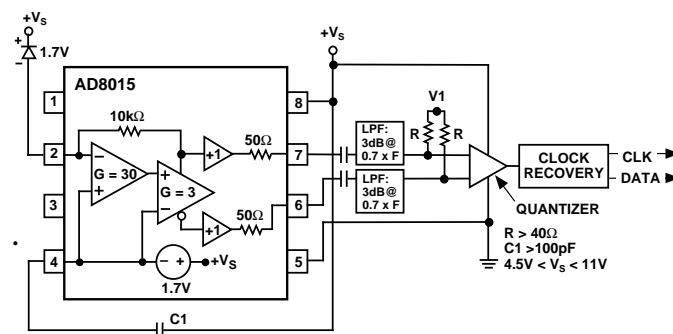 +VS
+
1.7V
−
AD8015
1
2
3
4
10kΩ
−
G = 30
+
+
G = 3
−
+1
50Ω
+1
50Ω
− +
+VS
1.7V
8
7
6
5
C1
+VS
LPF:
3dB@
0.7 x F
LPF:
3dB@
0.7 x F
V1
R
R
QUANTIZER
CLOCK
RECOVERY
CLK
DATA
R > 40Ω
C1 >100pF
4.5V < VS < 11V